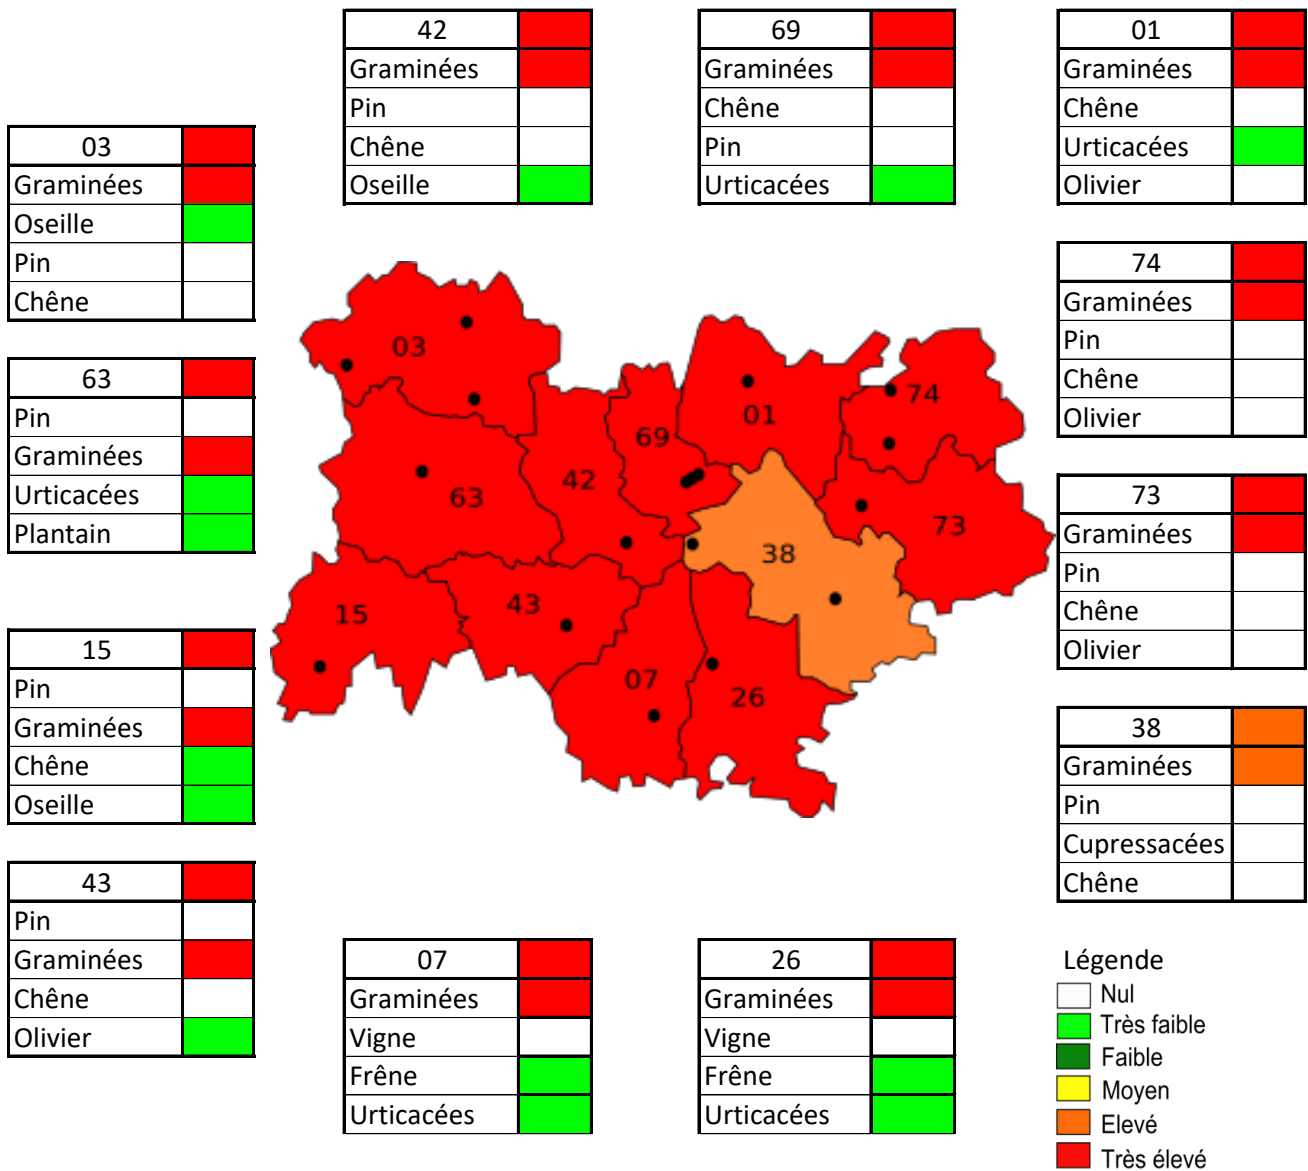 42
Graminées
Pin
Chêne
Oseille
69
Graminées
Chêne
Pin
Urticacées
01
Graminées
Chêne
Urticacées
Olivier
03
Graminées
Oseille
Pin
Chêne
74
Graminées
Pin
Chêne
Olivier
63
Pin
Graminées
Urticacées
Plantain
03
74
01
69
42
63
73
38
43
15
07
26
73
Graminées
Pin
Chêne
Olivier
15
Pin
Graminées
Chêne
Oseille
38
Graminées
Pin
Cupressacées
Chêne
43
Pin
Graminées
Chêne
Olivier
07
Graminées
Vigne
Frêne
Urticacées
26
Graminées
Vigne
Frêne
Urticacées
Légende
Nul
Très faible
Faible
Moyen
Elevé
Très élevé